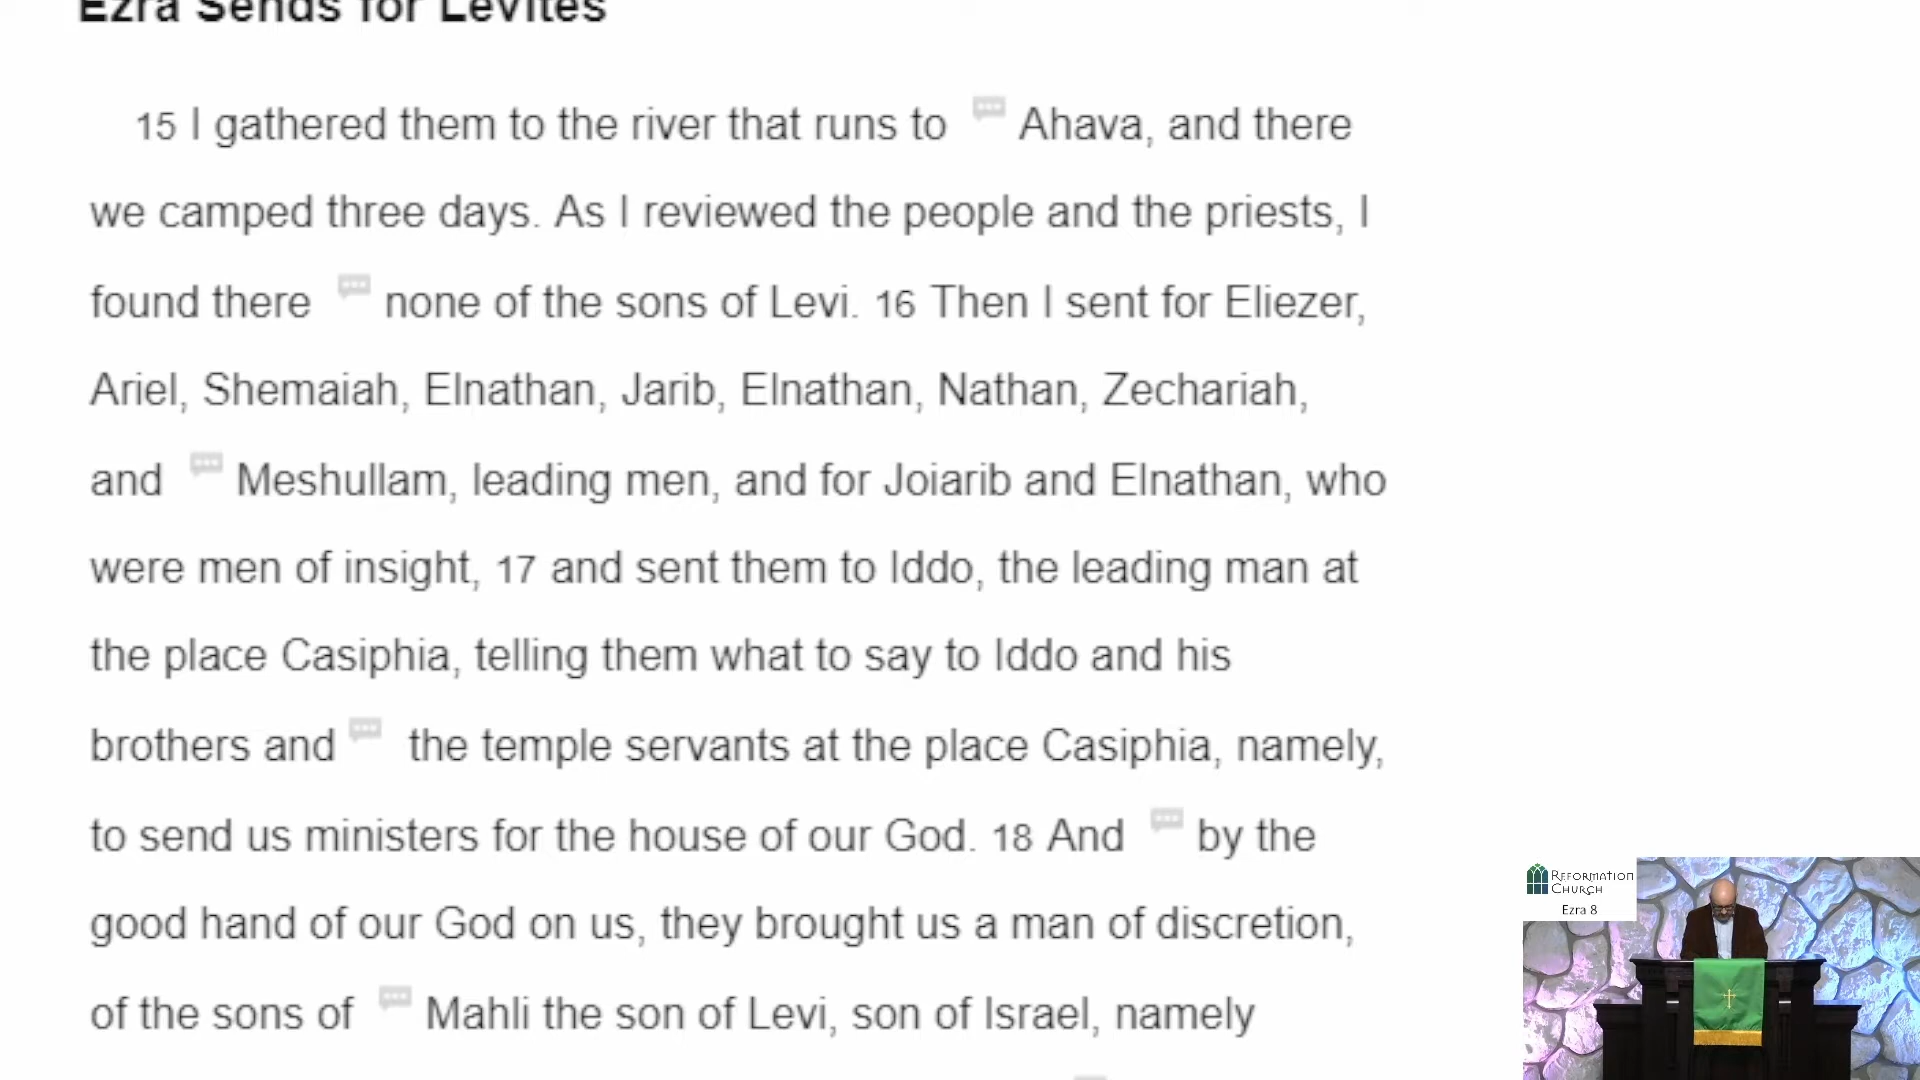 Ezra Sends for Levites
15 I gathered them to the river that runs to Ahava, and there
we camped three days. As I reviewed the people and the priests, I
found there none of the sons of Levi. 16 Then I sent for Eliezer,
Ariel, Shemaiah, Elnathan, Jarib, Elnathan, Nathan, Zechariah,
and Meshullam, leading men, and for Joiarib and Elnathan, who
were men of insight, 17 and sent them to Iddo, the leading man at
the place Casiphia, telling them what to say to Iddo and his
brothers and the temple servants at the place Casiphia, namely,
to send us ministers for the house of our God. 18 And by the
good hand of our God on us, they brought us a man of discretion,
of the sons of Mahli the son of Levi, son of Israel, namely
Reformation
Church
Ezra 8